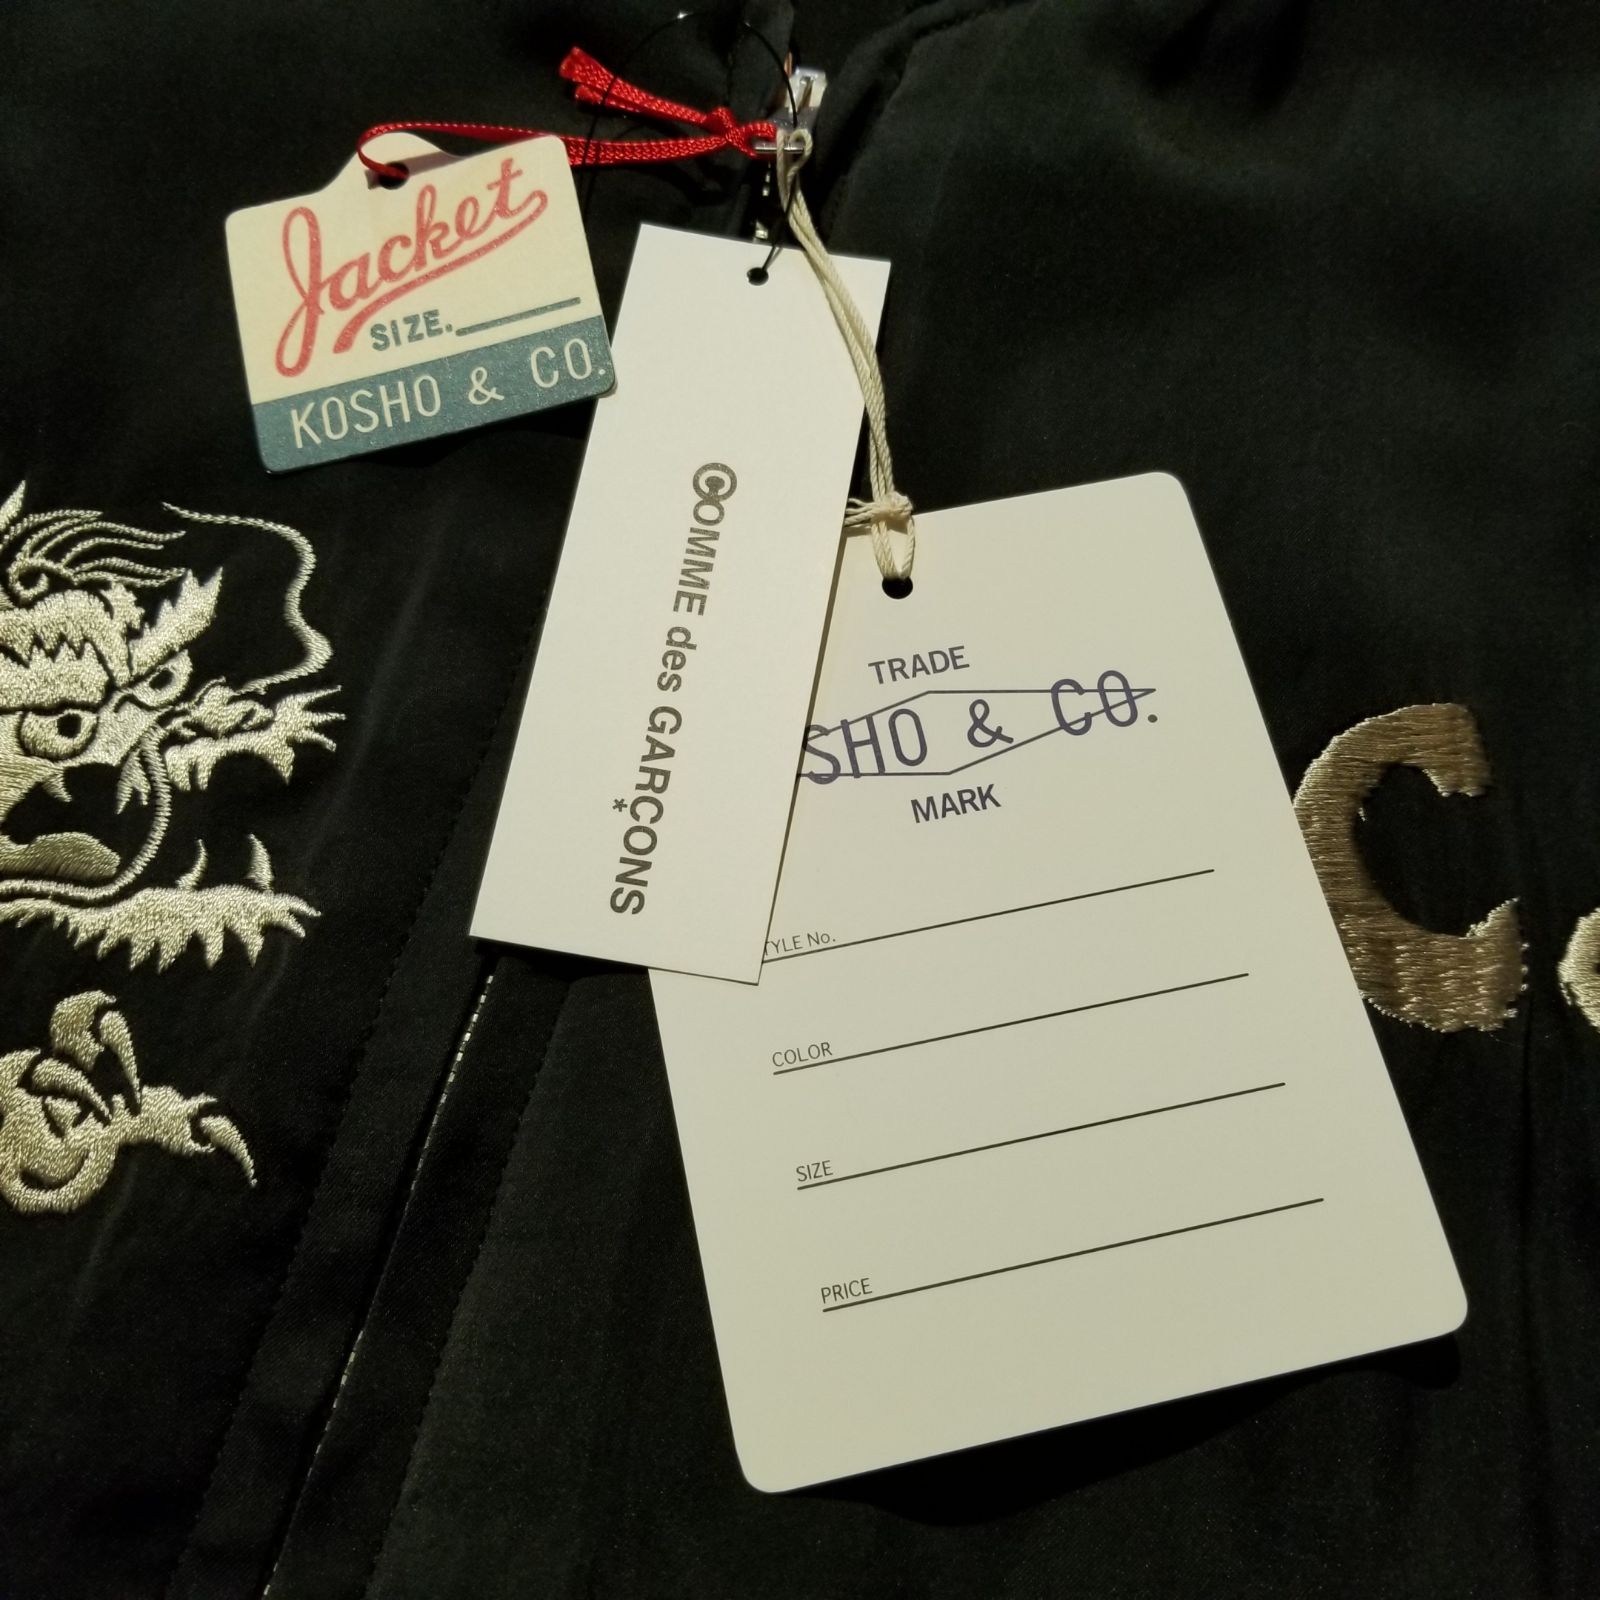 Jacket
SIZE.
KOSHO & CO.
COMME des GARÇONS
*
TRADE
SHO & CO.
MARK
TYLE No.
COLOR
SIZE
PRICE
C